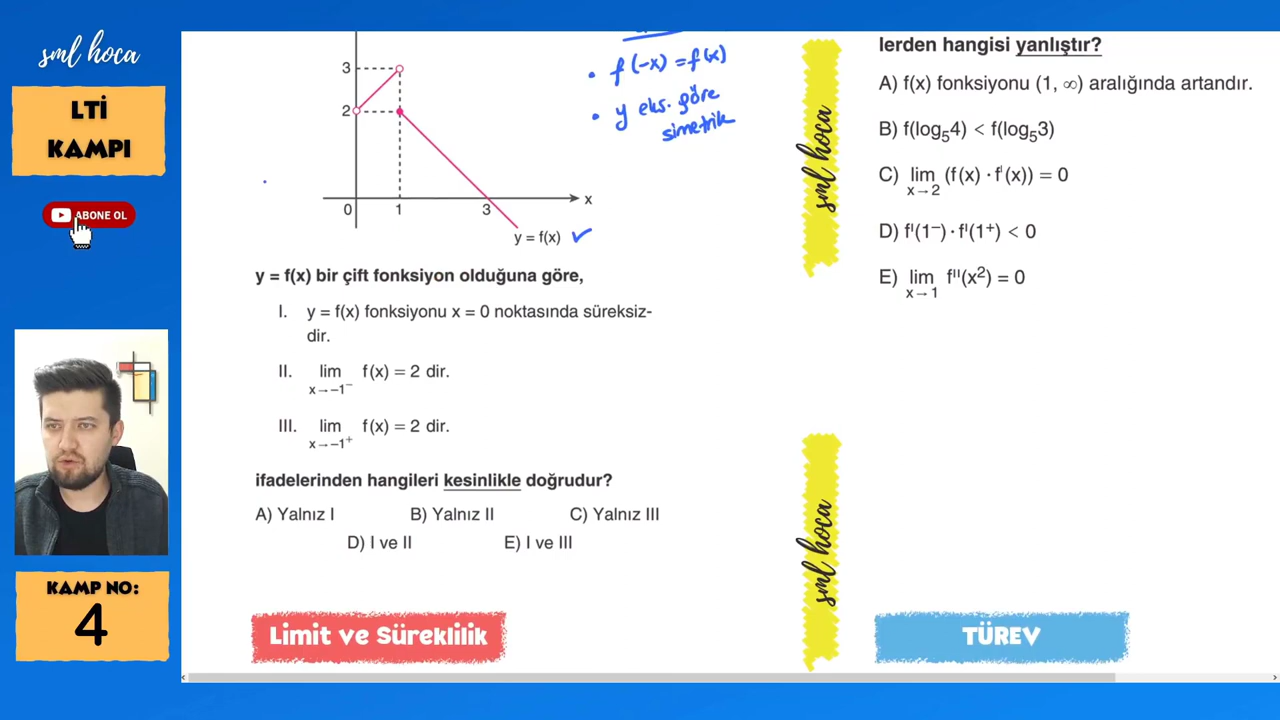 sml hoca
LTİ
KAMPI
ABONE OL
KAMP NO:
4
3
2
0
1
3
x
y = f(x)
• f(-x) = f(x)
• y eks. göre
simetrik
y = f(x) bir çift fonksiyon olduğuna göre,
I. y = f(x) fonksiyonu x = 0 noktasında süreksiz-
dir.
II. lim f(x) = 2 dir.
x→−1⁻
III. lim f(x) = 2 dir.
x→−1⁺
ifadelerinden hangileri kesinlikle doğrudur?
A) Yalnız I B) Yalnız II C) Yalnız III
D) I ve II E) I ve III
Limit ve Süreklilik
sml hoca
sml hoca
lerden hangisi yanlıştır?
A) f(x) fonksiyonu (1, ∞) aralığında artandır.
B) f(log₅4) < f(log₅3)
C) lim (f(x) · fᴵ(x)) = 0
x→2
D) fᴵ(1⁻) · fᴵ(1⁺) < 0
E) lim fᴵᴵ(x²) = 0
x→1
TÜREV